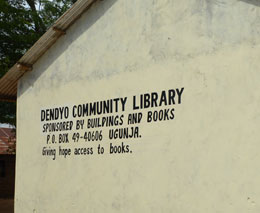 DENDYO COMMUNITY LIBRARY
SPONSORED BY BUILDINGS AND BOOKS
P.O. BOX 49-40606 UGUNJA.
Giving hope access to books.